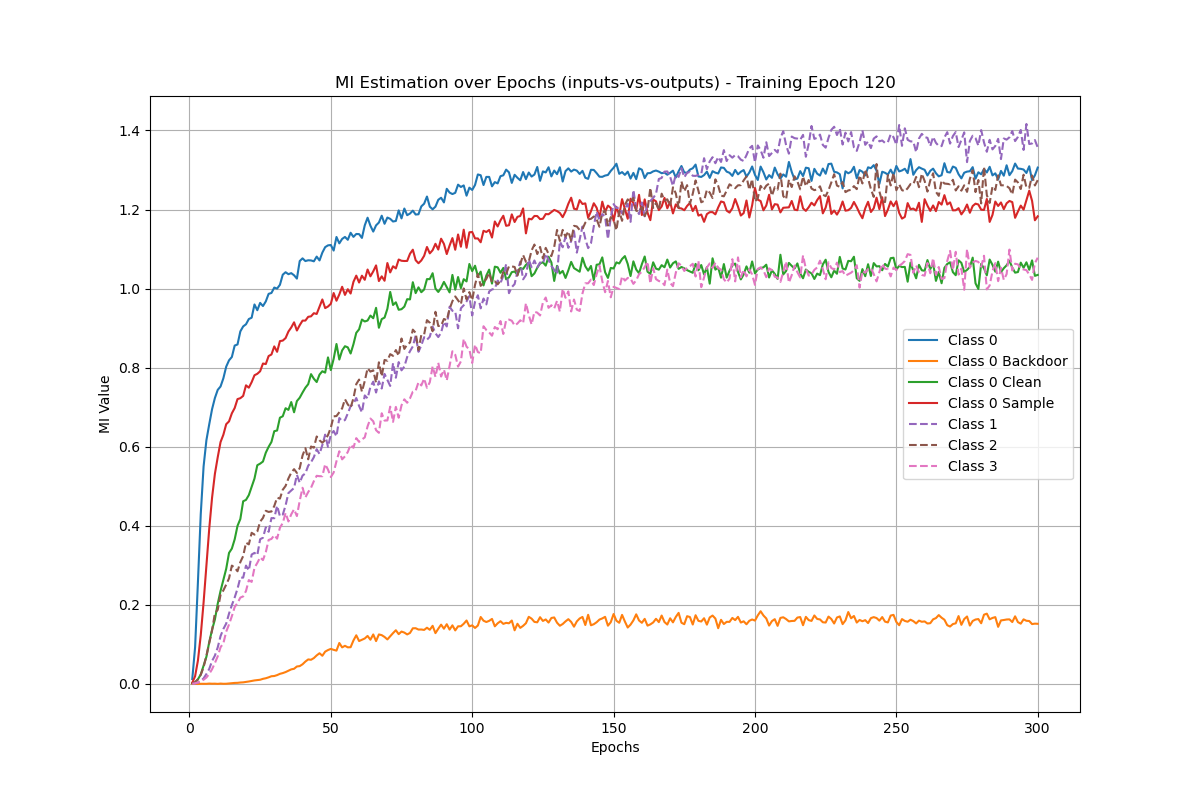 MI Estimation over Epochs (inputs-vs-outputs) - Training Epoch 120
1.4
1.2
1.0
0.8
0.6
0.4
0.2
0.0
MI Value
Class 0
Class 0 Backdoor
Class 0 Clean
Class 0 Sample
Class 1
Class 2
Class 3
0 50 100 150 200 250 300
Epochs